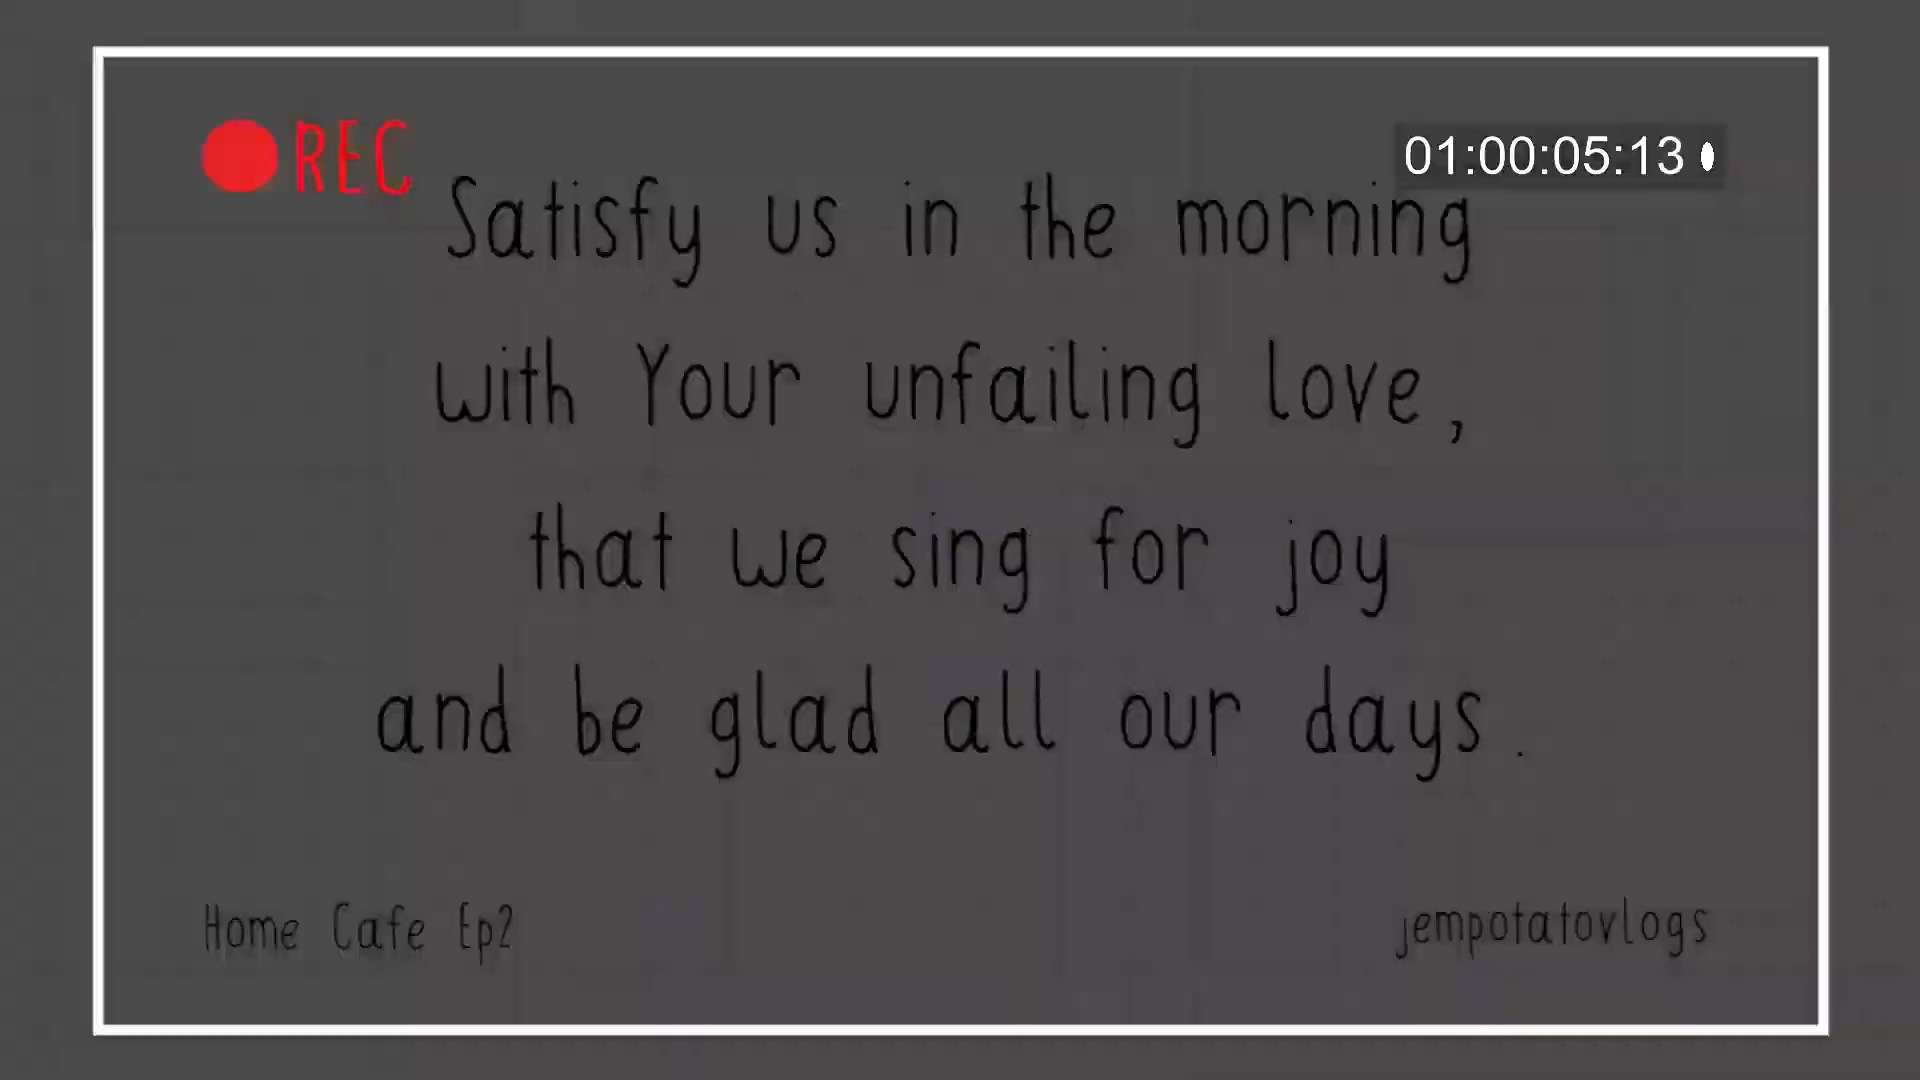 REC
01:00:05:13
Satisfy us in the morning
with Your unfailing love,
that we sing for joy
and be glad all our days.
Home Cafe Ep2
jempotatovlogs